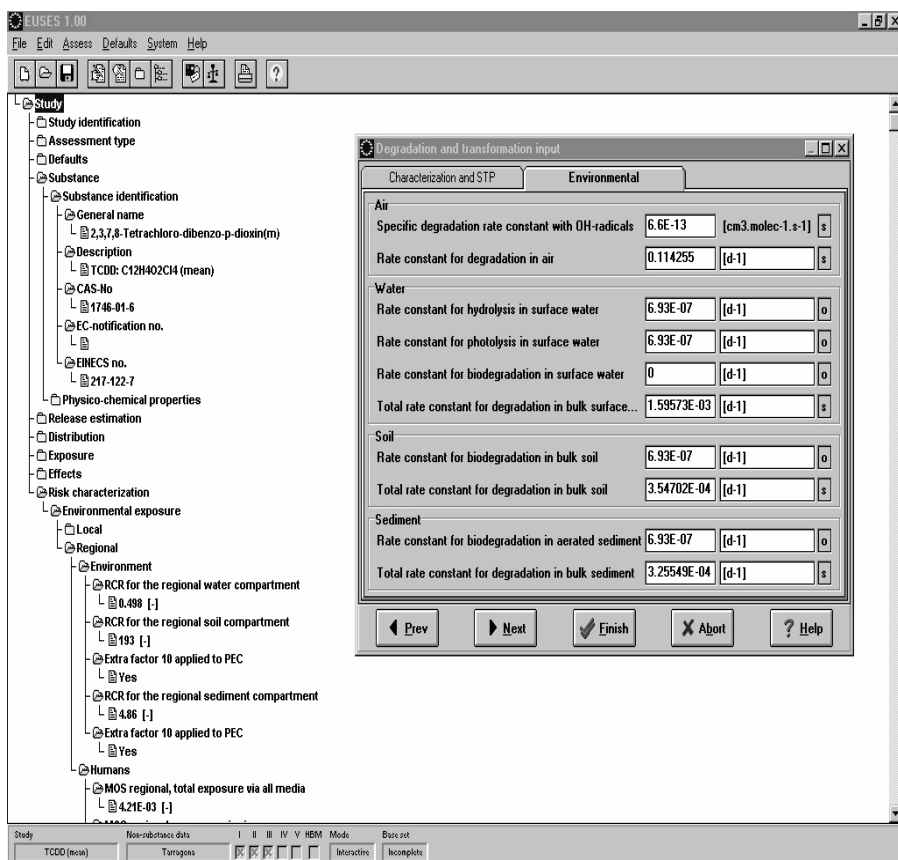 EUSES 1.00
File Edit Assess Defaults System Help
Study
Study identification
Assessment type
Defaults
Substance
Substance identification
General name
2,3,7,8-Tetrachloro-dibenzo-p-dioxin(m)
Description
TCDD: C12H4O2Cl4 (mean)
CAS-No
1746-01-6
EC-notification no.
EINECS no.
217-122-7
Physico-chemical properties
Release estimation
Distribution
Exposure
Effects
Risk characterization
Environmental exposure
Local
Regional
Environment
RCR for the regional water compartment
0.498 [-]
RCR for the regional soil compartment
193 [-]
Extra factor 10 applied to PEC
Yes
RCR for the regional sediment compartment
4.86 [-]
Extra factor 10 applied to PEC
Yes
Humans
MOS regional, total exposure via all media
4.21E-03 [-]
Degradation and transformation input
Characterization and STP Environmental
Air
Specific degradation rate constant with OH-radicals 6.6E-13 [cm3.molec-1.s-1] s
Rate constant for degradation in air 0.114255 [d-1] s
Water
Rate constant for hydrolysis in surface water 6.93E-07 [d-1] o
Rate constant for photolysis in surface water 6.93E-07 [d-1] o
Rate constant for biodegradation in surface water 0 [d-1] o
Total rate constant for degradation in bulk surface... 1.59573E-03 [d-1] s
Soil
Rate constant for biodegradation in bulk soil 6.93E-07 [d-1] o
Total rate constant for degradation in bulk soil 3.54702E-04 [d-1] s
Sediment
Rate constant for biodegradation in aerated sediment 6.93E-07 [d-1] o
Total rate constant for degradation in bulk sediment 3.25549E-04 [d-1] s
Prev Next Finish Abort ? Help
Study Non-substance data I II III IV V HBM Mode Base set
TCDD (mean) Tarragona Interactive Incomplete